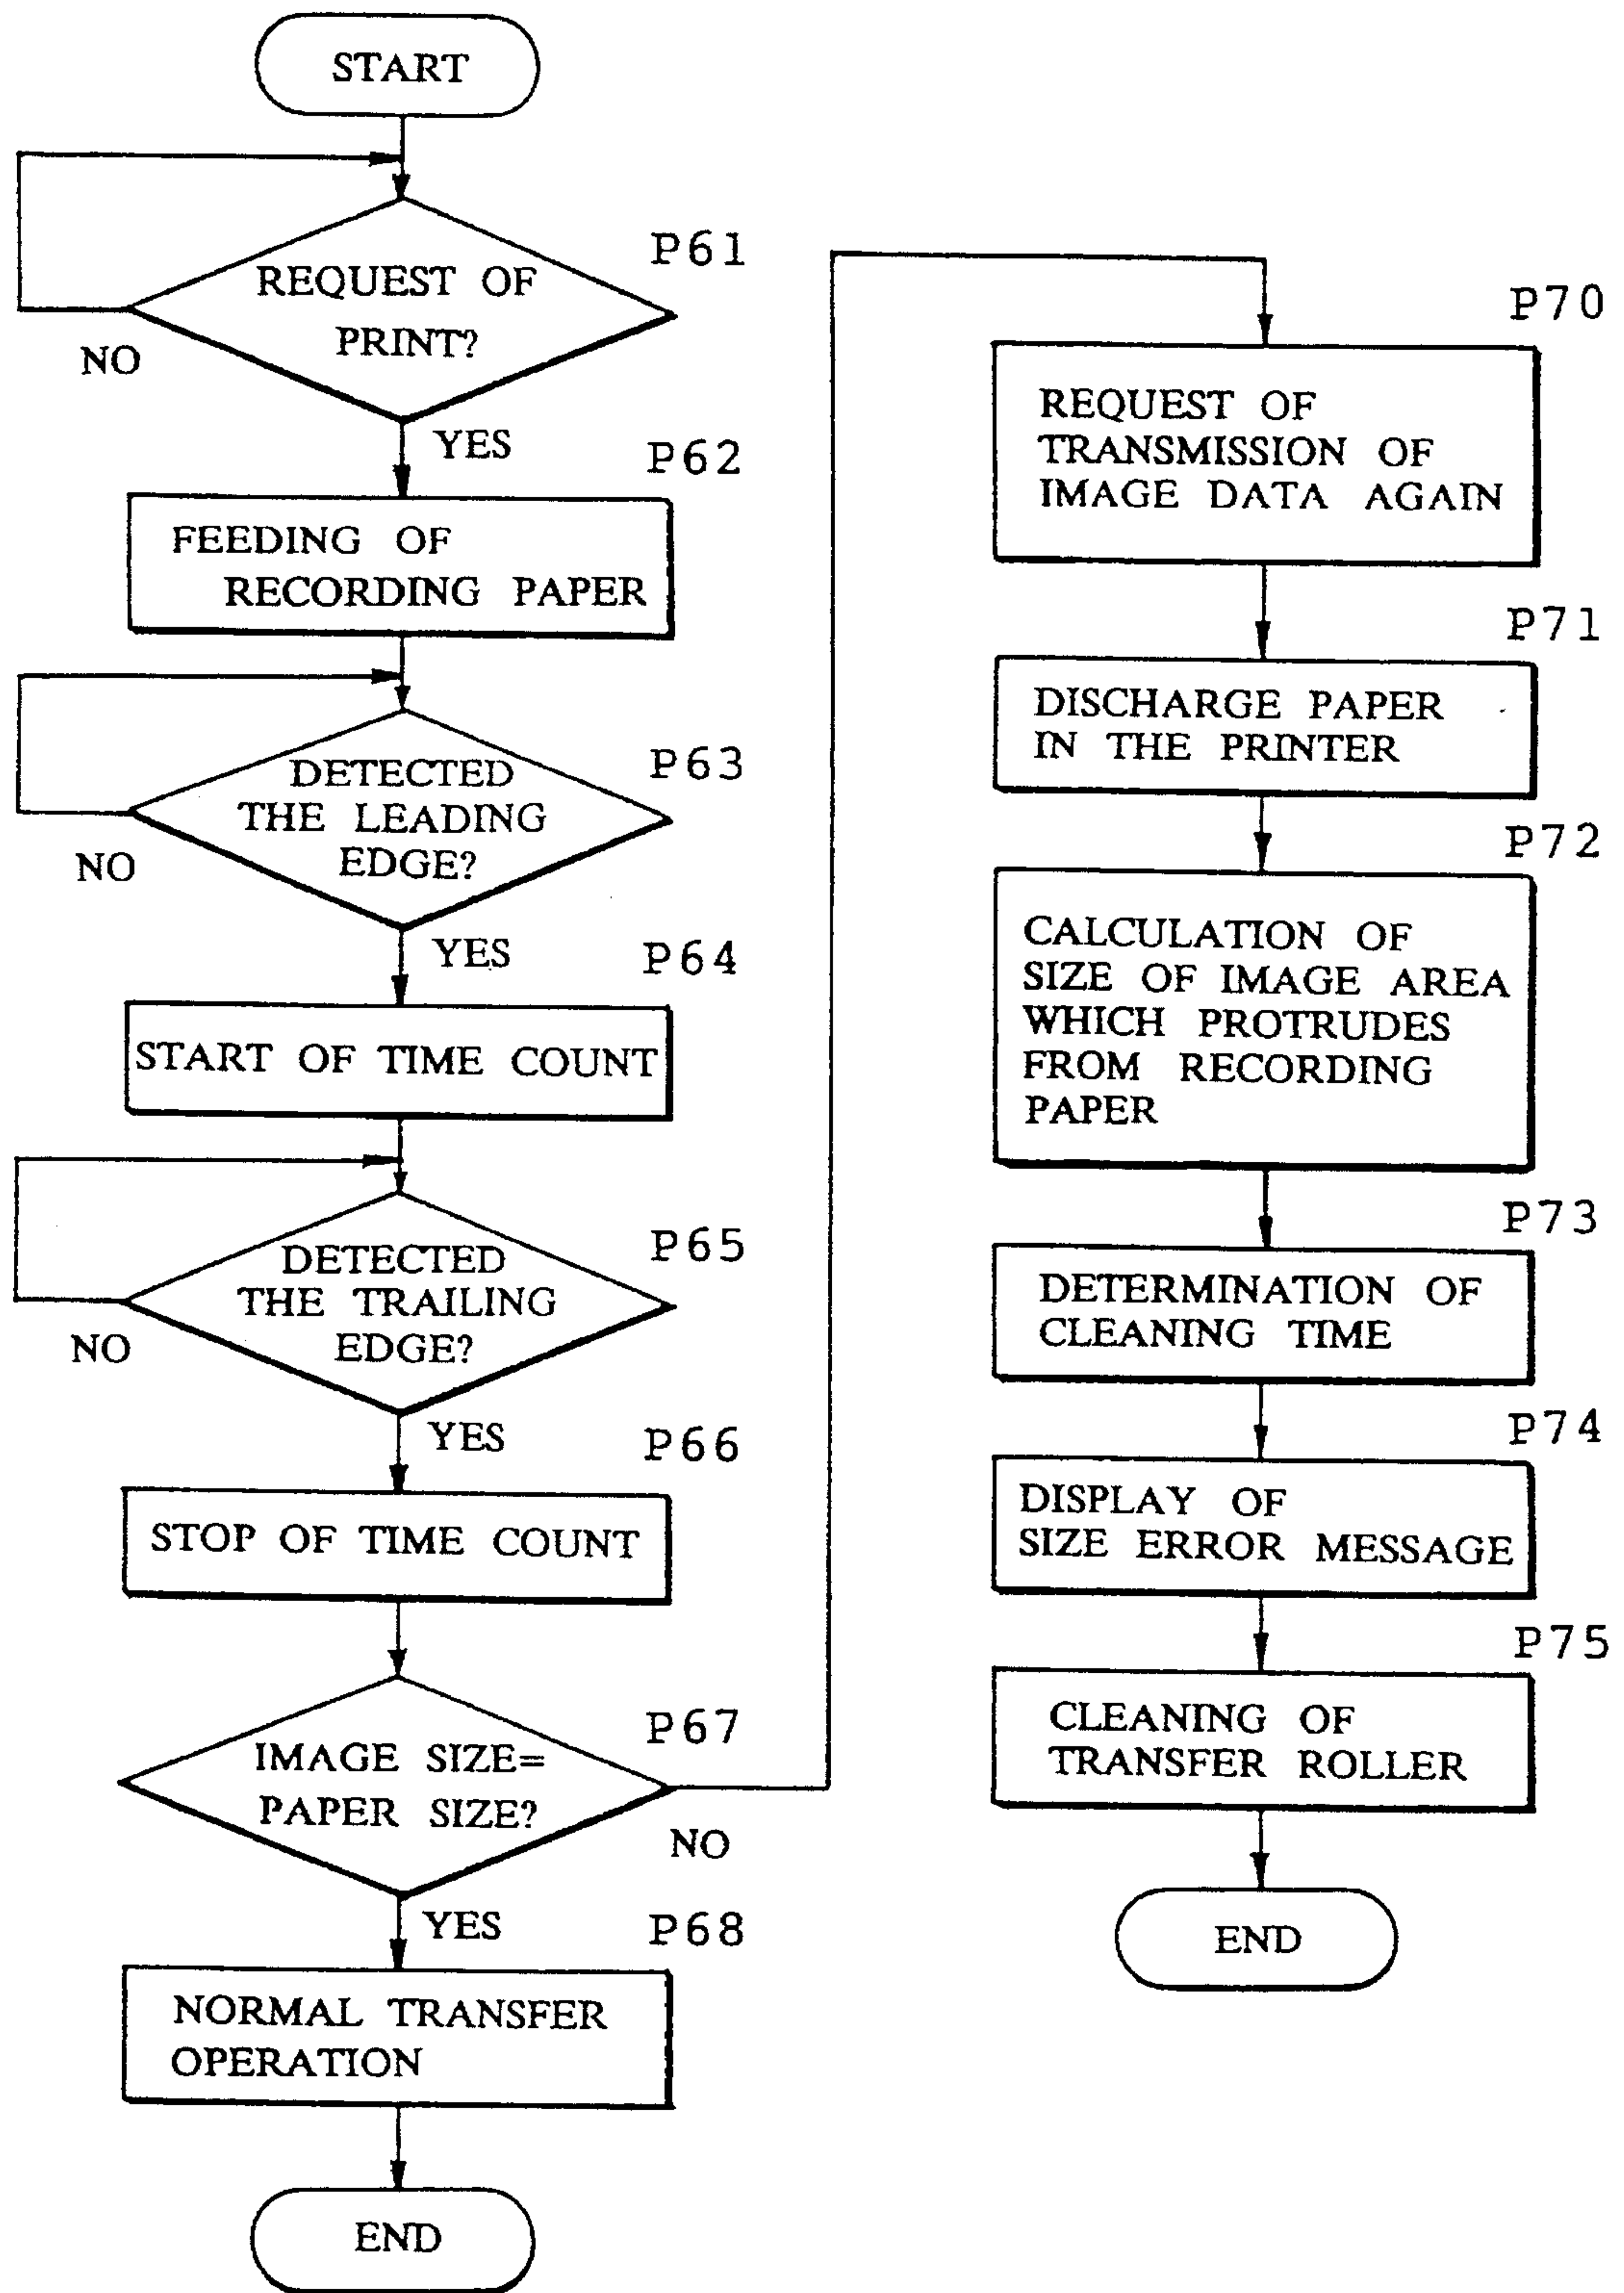 START
P61
REQUEST OF
PRINT?
NO
YES
P62
FEEDING OF
RECORDING PAPER
P63
DETECTED
THE LEADING
EDGE?
NO
YES
P64
START OF TIME COUNT
P65
DETECTED
THE TRAILING
EDGE?
NO
YES
P66
STOP OF TIME COUNT
P67
IMAGE SIZE=
PAPER SIZE?
NO
YES
P68
NORMAL TRANSFER
OPERATION
END
P70
REQUEST OF
TRANSMISSION OF
IMAGE DATA AGAIN
P71
DISCHARGE PAPER
IN THE PRINTER
P72
CALCULATION OF
SIZE OF IMAGE AREA
WHICH PROTRUDES
FROM RECORDING
PAPER
P73
DETERMINATION OF
CLEANING TIME
P74
DISPLAY OF
SIZE ERROR MESSAGE
P75
CLEANING OF
TRANSFER ROLLER
END